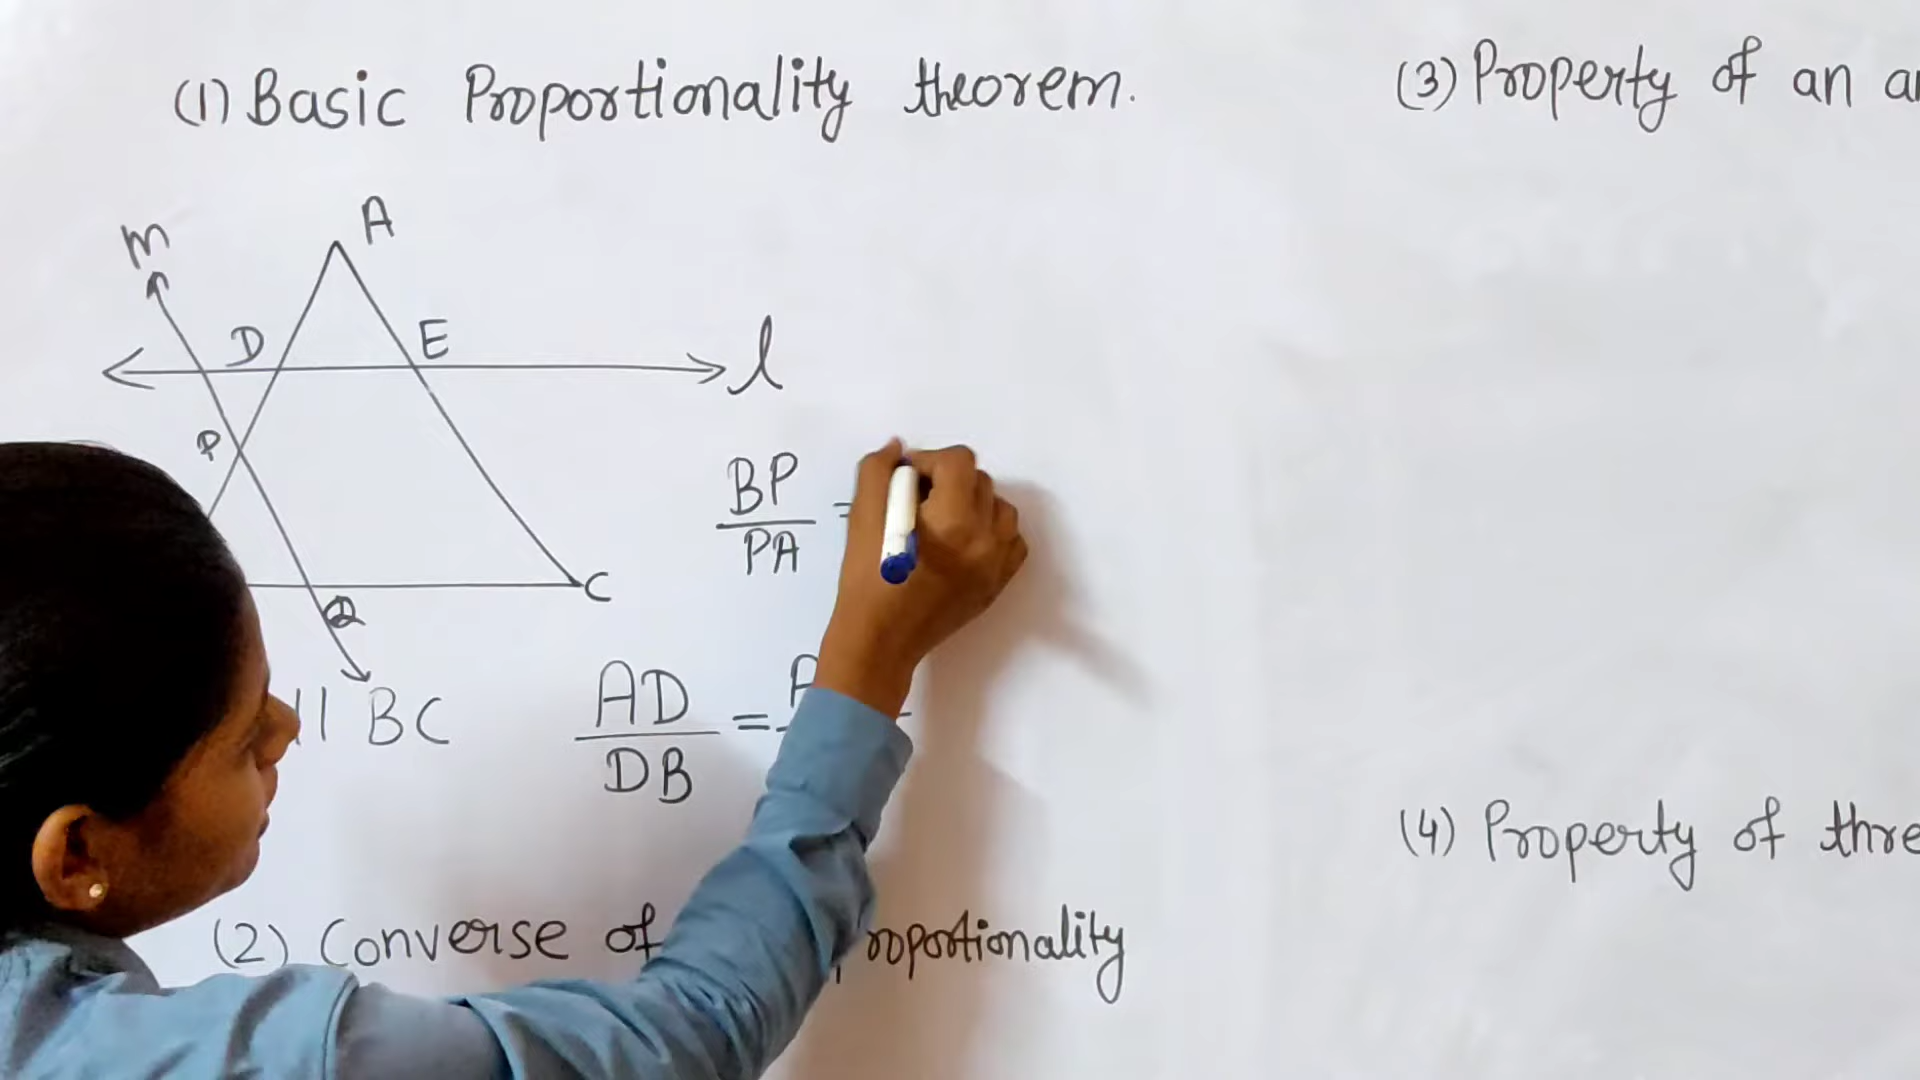 (1) Basic Proportionality theorem.
A
m
D
E
l
P
BP
PA
=
C
Q
|| BC
AD
DB
=
(2) Converse of
proportionality
(3) Property of an
(4) Property of